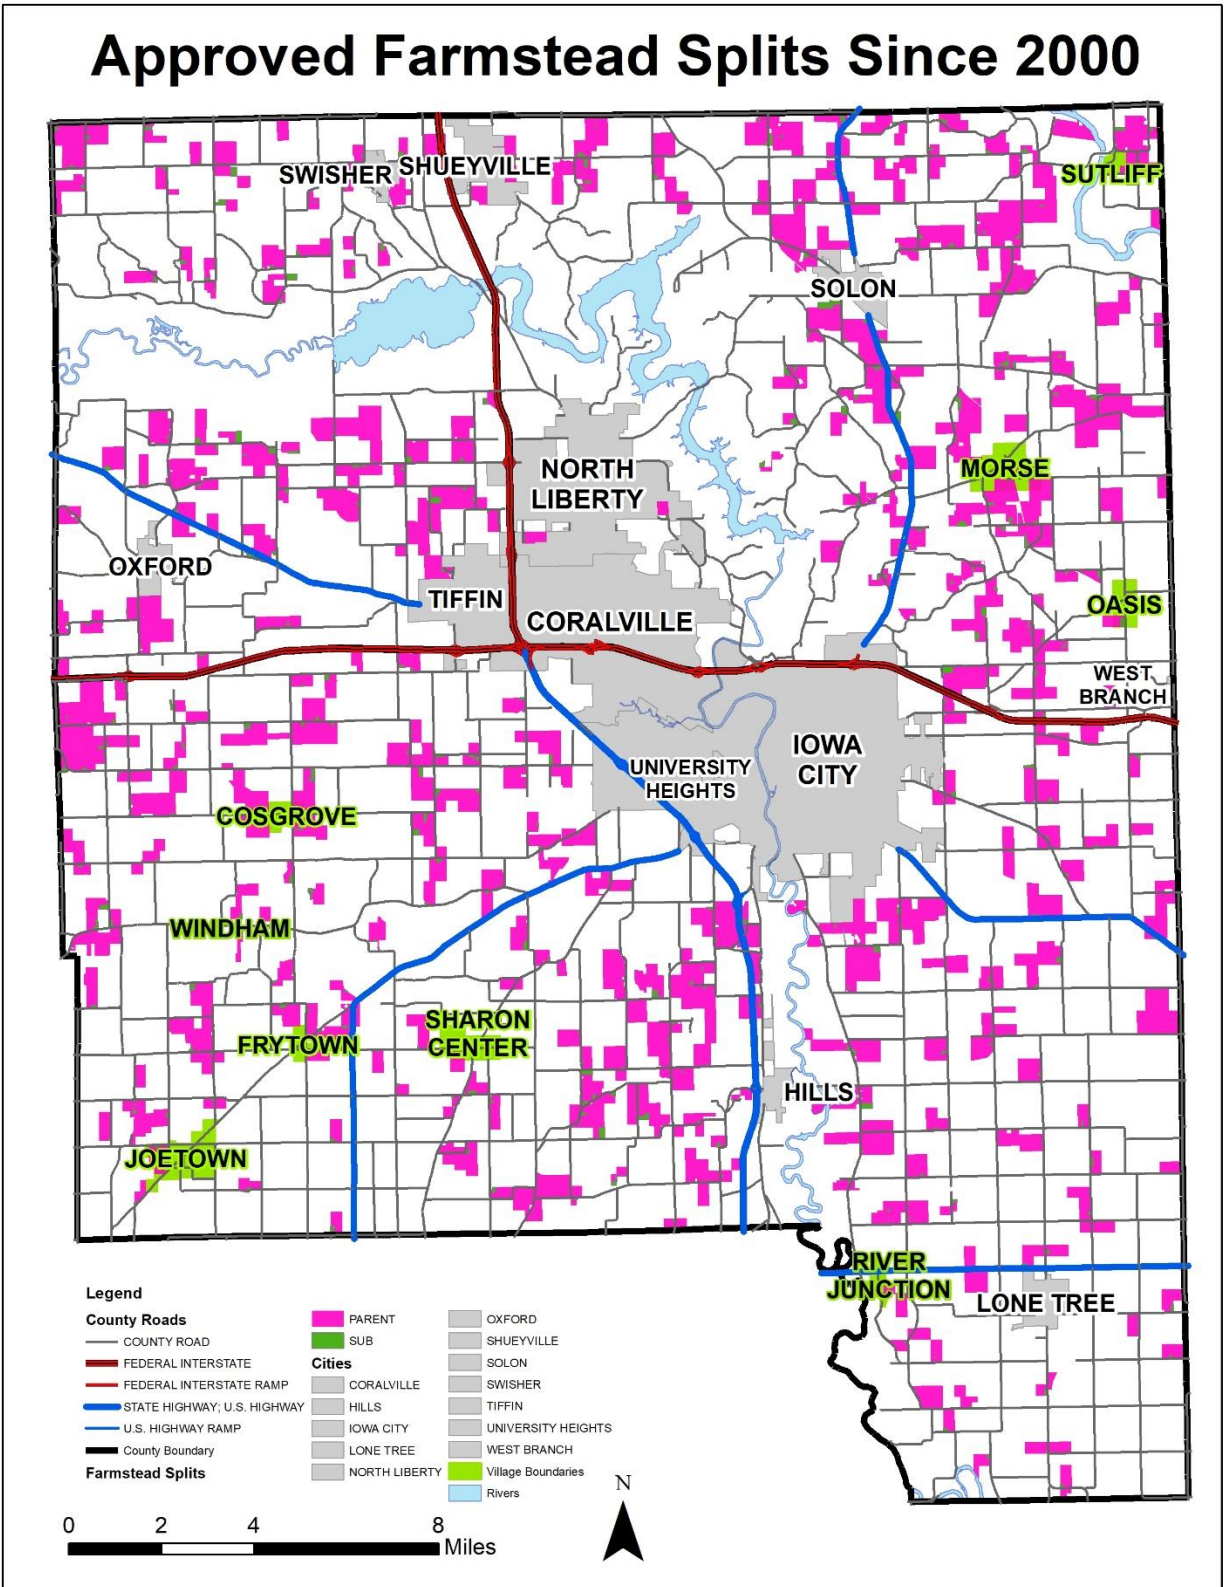 Approved Farmstead Splits Since 2000
SWISHER
SHUEYVILLE
SUTLIFF
SOLON
NORTH
LIBERTY
MORSE
OXFORD
TIFFIN
CORALVILLE
OASIS
WEST
BRANCH
IOWA
CITY
UNIVERSITY
HEIGHTS
COSGROVE
WINDHAM
FRYTOWN
SHARON
CENTER
HILLS
JOETOWN
RIVER
JUNCTION
LONE TREE
Legend
County Roads
COUNTY ROAD
FEDERAL INTERSTATE
FEDERAL INTERSTATE RAMP
STATE HIGHWAY; U.S. HIGHWAY
U.S. HIGHWAY RAMP
County Boundary
Farmstead Splits
PARENT
SUB
Cities
CORALVILLE
HILLS
IOWA CITY
LONE TREE
NORTH LIBERTY
OXFORD
SHUEYVILLE
SOLON
SWISHER
TIFFIN
UNIVERSITY HEIGHTS
WEST BRANCH
Village Boundaries
Rivers
N
0 2 4 8
Miles